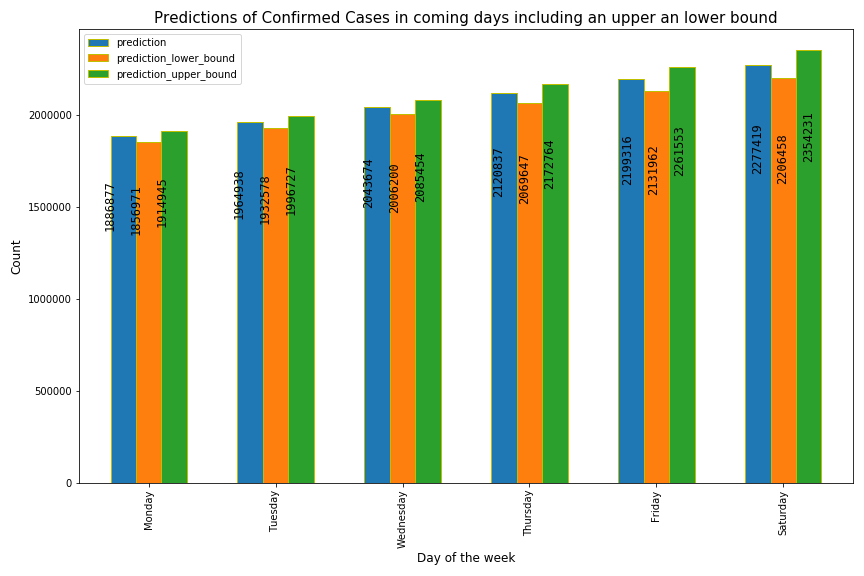 Predictions of Confirmed Cases in coming days including an upper an lower bound
prediction
prediction_lower_bound
prediction_upper_bound
Count
2000000
1500000
1000000
500000
0
1886877
1856971
1914945
1964938
1932578
1996727
2043674
2006200
2085454
2120837
2069647
2172764
2199316
2131962
2261553
2277419
2206458
2354231
Monday
Tuesday
Wednesday
Thursday
Friday
Saturday
Day of the week